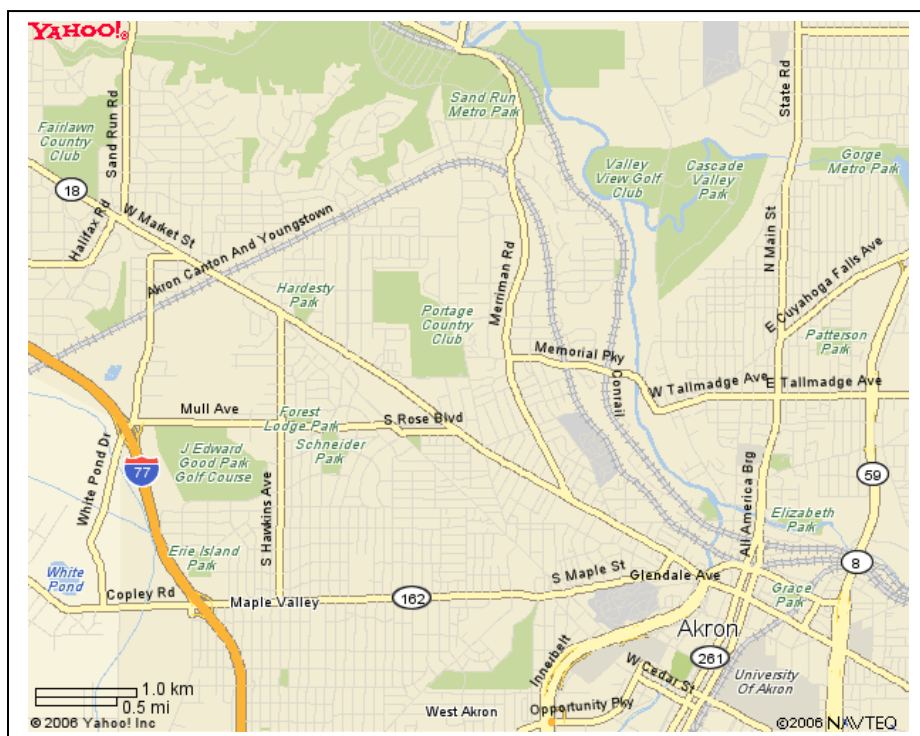 YAHOO!®
Sand Run
Metro Park
State Rd
Fairlawn
Country
Club
Sand Run Rd
Valley
View Golf
Club
Cascade
Valley
Park
Gorge
Metro Park
18
Halifax Rd
W Market St
Akron Canton And Youngstown
N Main St
E Cuyahoga Falls Ave
Hardesty
Park
Portage
Country
Club
Merriman Rd
Patterson
Park
Memorial Pky
Conrail
W Tallmadge Ave
E Tallmadge Ave
Mull Ave
Forest
Lodge Park
S Rose Blvd
Schneider
Park
J Edward
Good Park
Golf Course
White Pond Dr
77
59
S Hawkins Ave
All America Brg
Elizabeth
Park
Erie Island
Park
White
Pond
8
S Maple St
Glendale Ave
Copley Rd
Maple Valley
162
Grace
Park
Akron
261
Innerbelt
W Cedar St
University
Of Akron
1.0 km
0.5 mi
West Akron
Opportunity Pky
© 2006 Yahoo! Inc
©2006 NAVTEQ